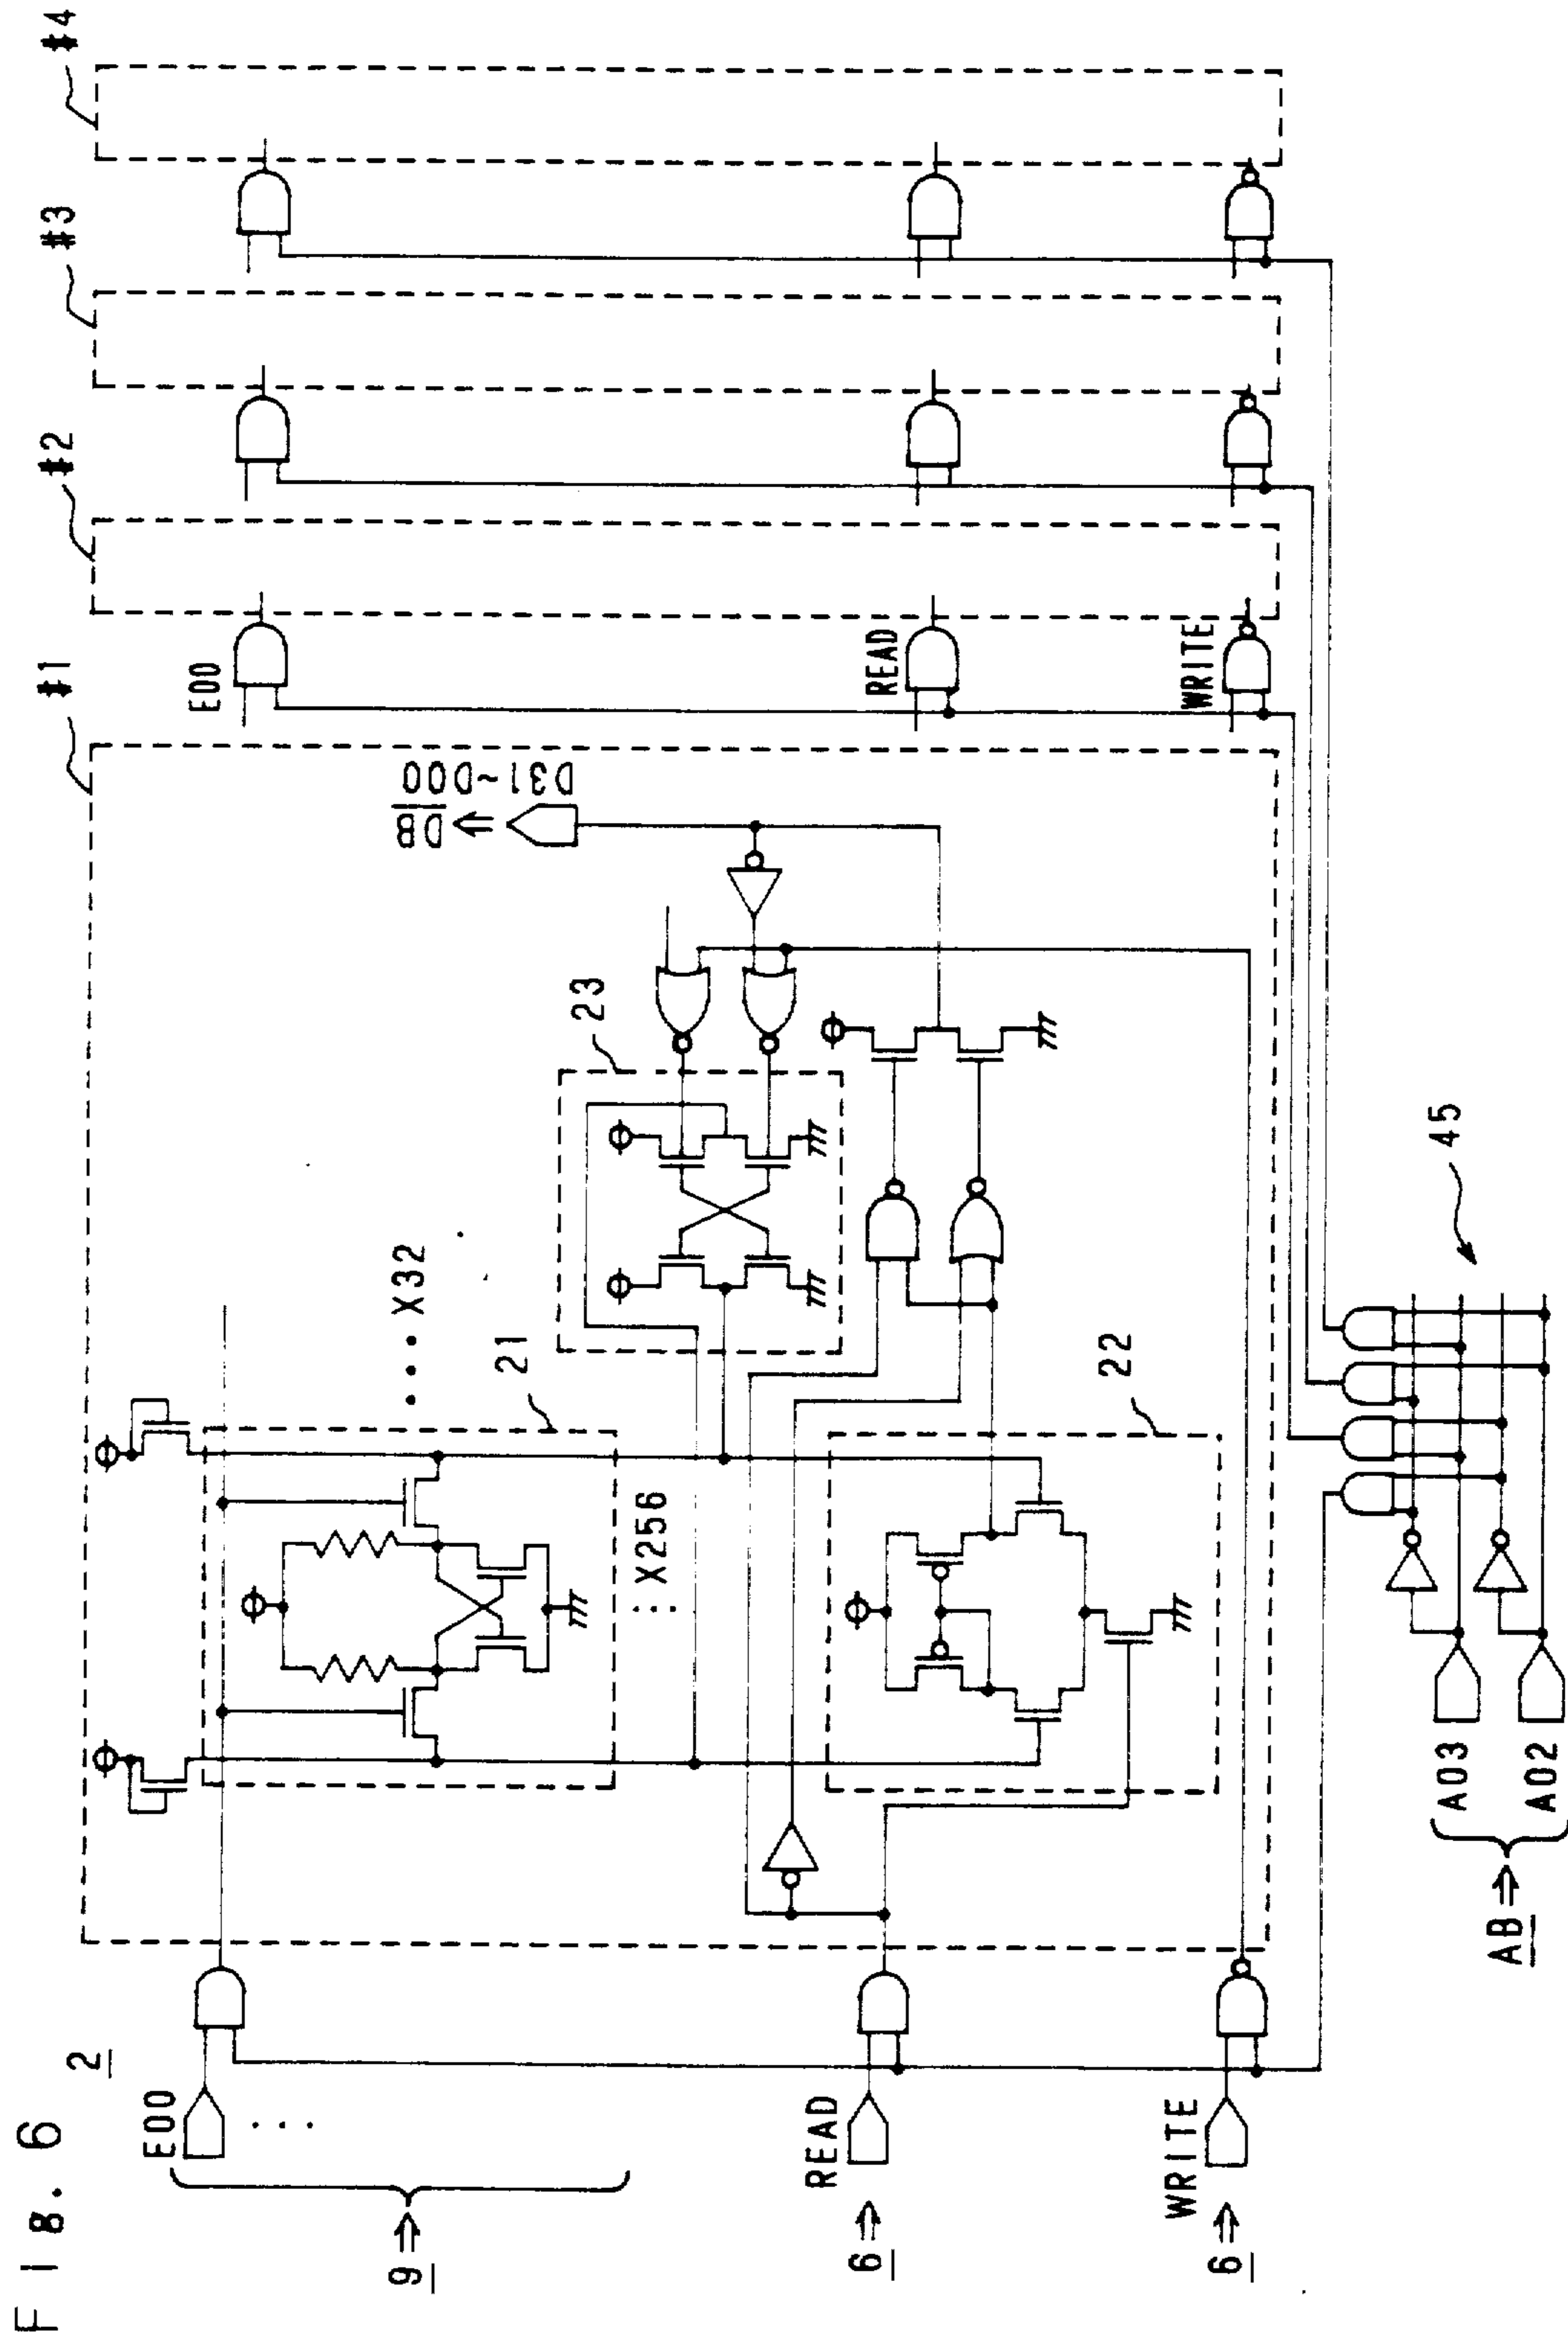 FIG. 6
2
#1
#2
#3
#4
E00
...
9 ⇒
E00
21
... X32
⋮ X256
23
DB
D31~D00
22
READ
6 ⇒
READ
WRITE
6 ⇒
WRITE
45
AB ⇒
A03
A02